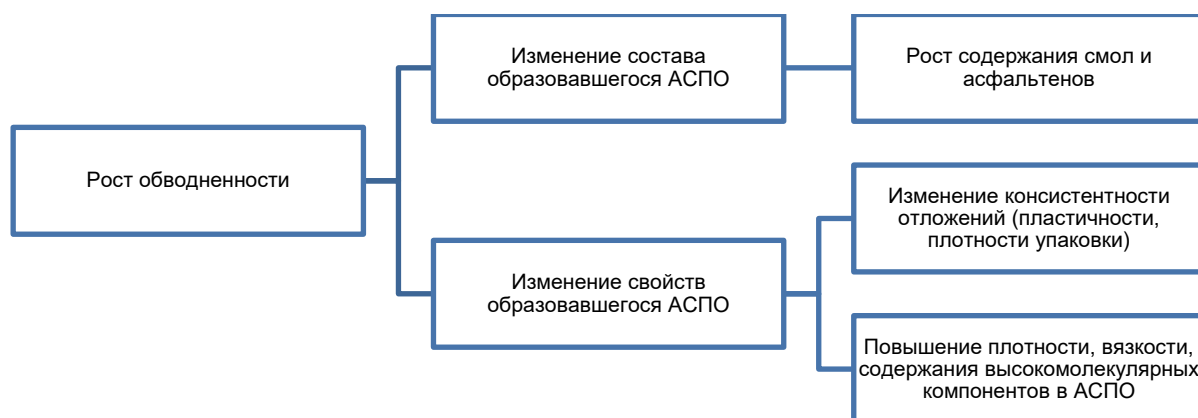 Изменение состава
образовавшегося АСПО
Рост содержания смол и
асфальтенов
Рост обводненности
Изменение консистентности
отложений (пластичности,
плотности упаковки)
Изменение свойств
образовавшегося АСПО
Повышение плотности, вязкости,
содержания высокомолекулярных
компонентов в АСПО